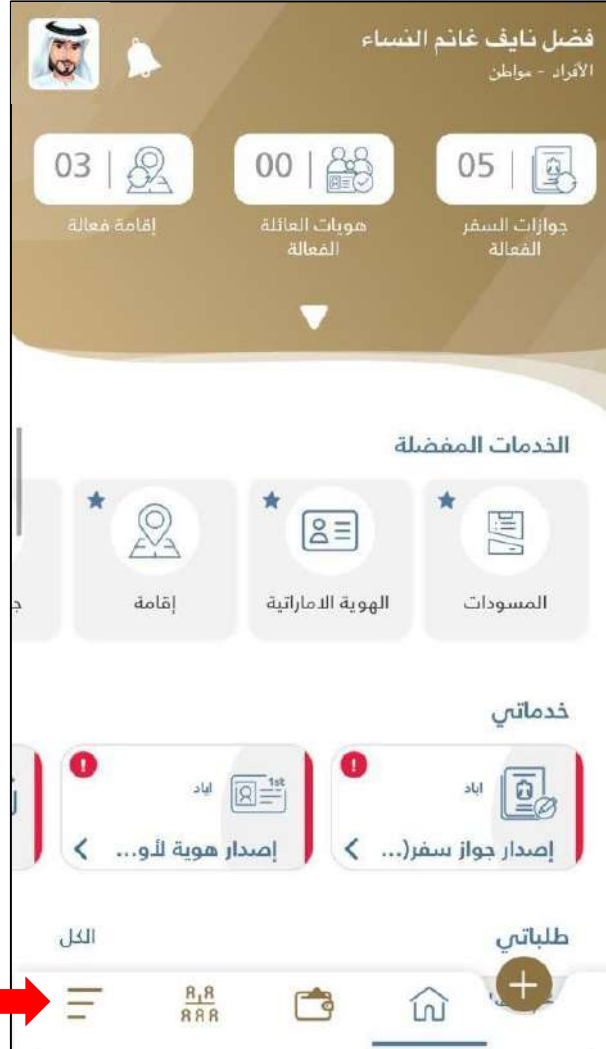 فضل نايف غانم النساء
الأفراد - مواطن
05
جوازات السفر
الفعالة
00
هويات العائلة
الفعالة
03
إقامة فعالة
الخدمات المفضلة
المسودات
الهوية الاماراتية
إقامة
خدماتي
اياد
إصدار جواز سفر(...
1st
اياد
إصدار هوية لأو...
طلباتي
الكل